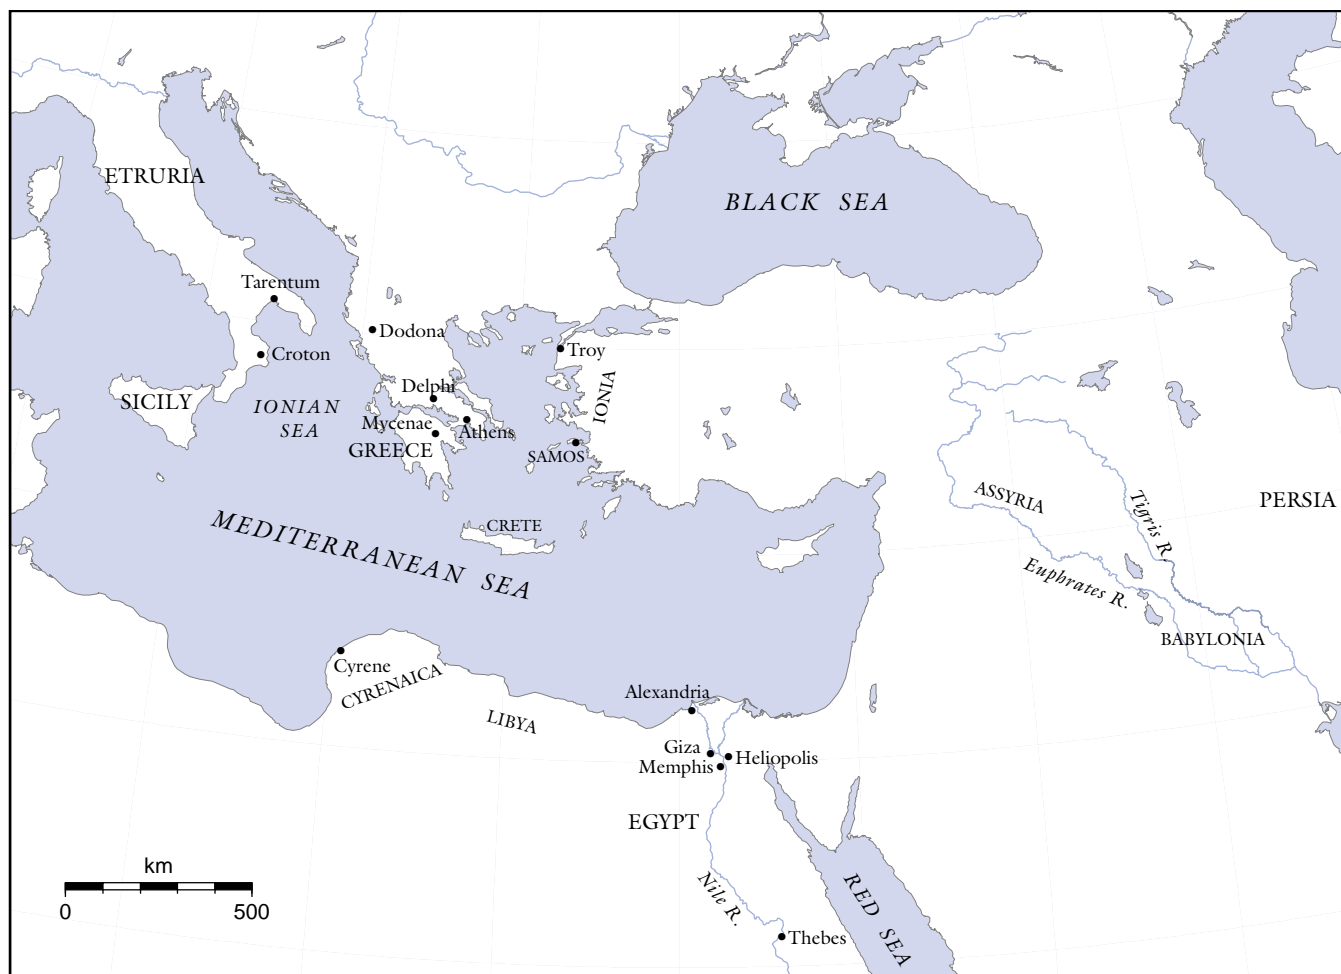 ETRURIA
BLACK SEA
Tarentum
Dodona
Croton
Troy
Delphi
IONIA
SICILY
IONIAN
SEA
Mycenae
Athens
GREECE
SAMOS
ASSYRIA
Tigris R.
PERSIA
MEDITERRANEAN SEA
CRETE
Euphrates R.
BABYLONIA
Cyrene
CYRENAICA
Alexandria
LIBYA
Giza
Heliopolis
Memphis
EGYPT
km
0 500
Nile R.
RED SEA
Thebes